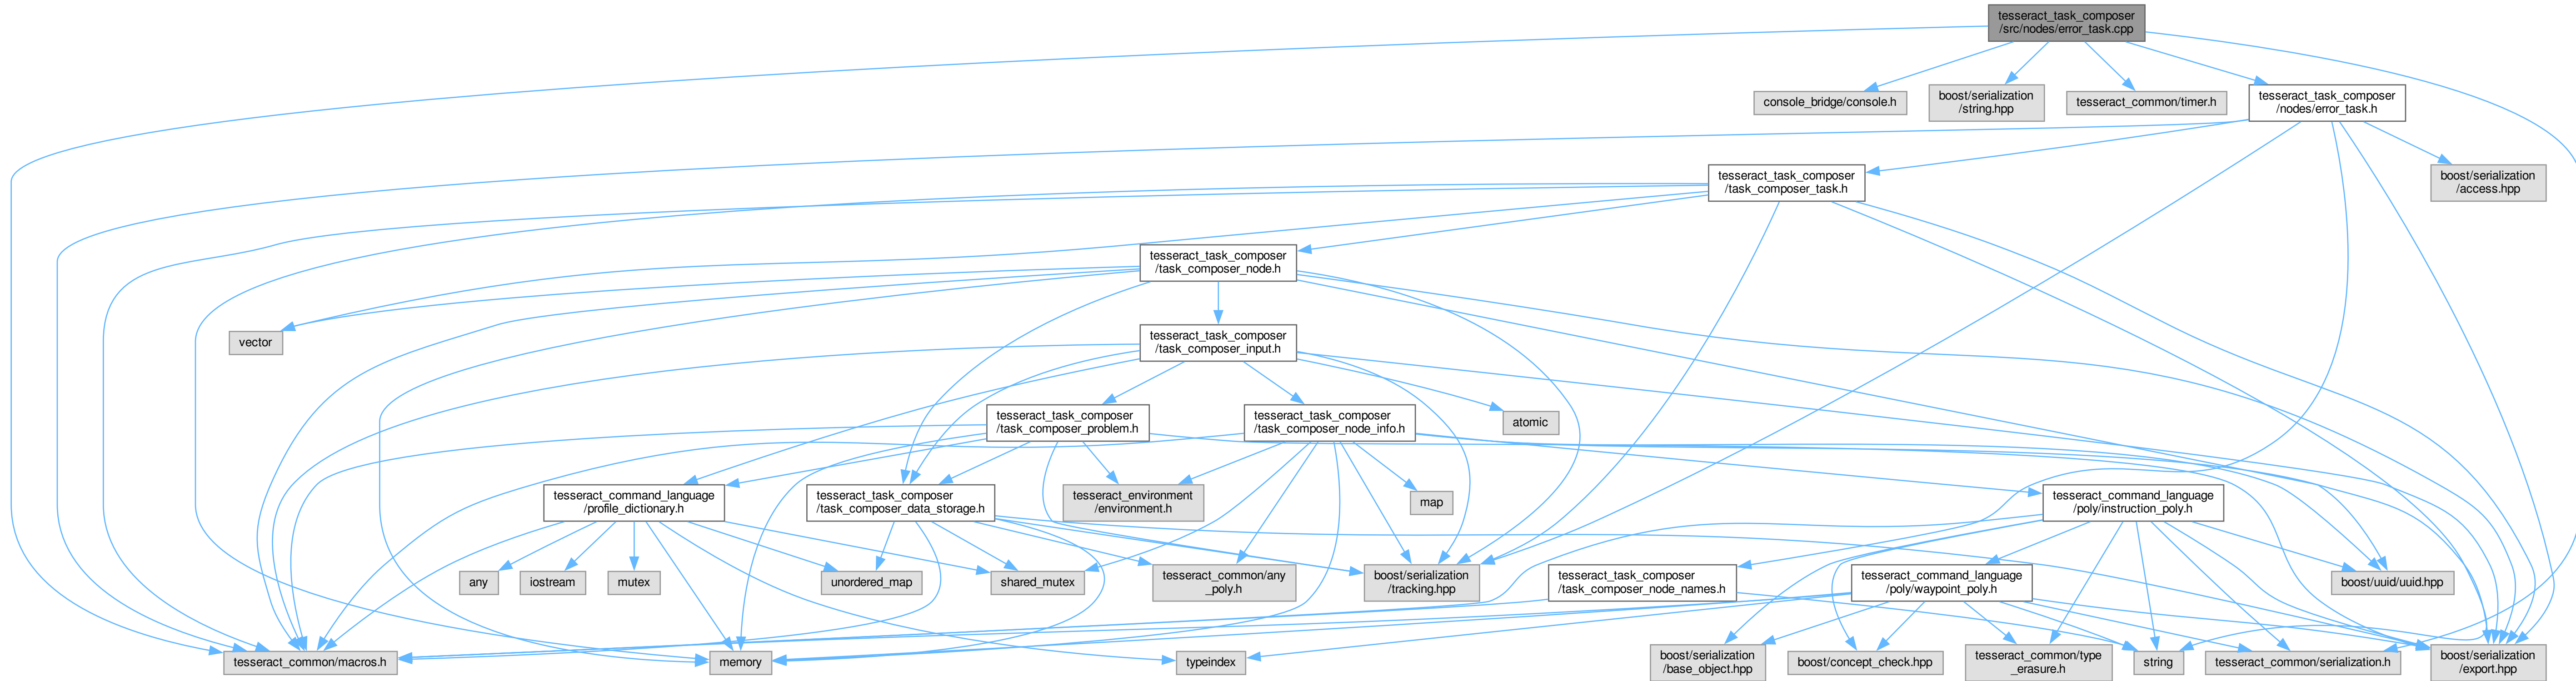 tesseract_task_composer
/src/nodes/error_task.cpp
console_bridge/console.h
boost/serialization
/string.hpp
tesseract_common/timer.h
tesseract_task_composer
/nodes/error_task.h
tesseract_task_composer
/task_composer_task.h
boost/serialization
/access.hpp
tesseract_task_composer
/task_composer_node.h
vector
tesseract_task_composer
/task_composer_input.h
tesseract_task_composer
/task_composer_problem.h
tesseract_task_composer
/task_composer_node_info.h
atomic
tesseract_command_language
/profile_dictionary.h
tesseract_task_composer
/task_composer_data_storage.h
tesseract_environment
/environment.h
map
tesseract_command_language
/poly/instruction_poly.h
any
iostream
mutex
unordered_map
shared_mutex
tesseract_common/any
_poly.h
boost/serialization
/tracking.hpp
tesseract_task_composer
/task_composer_node_names.h
tesseract_command_language
/poly/waypoint_poly.h
boost/uuid/uuid.hpp
tesseract_common/macros.h
memory
typeindex
boost/serialization
/base_object.hpp
boost/concept_check.hpp
tesseract_common/type
_erasure.h
string
tesseract_common/serialization.h
boost/serialization
/export.hpp